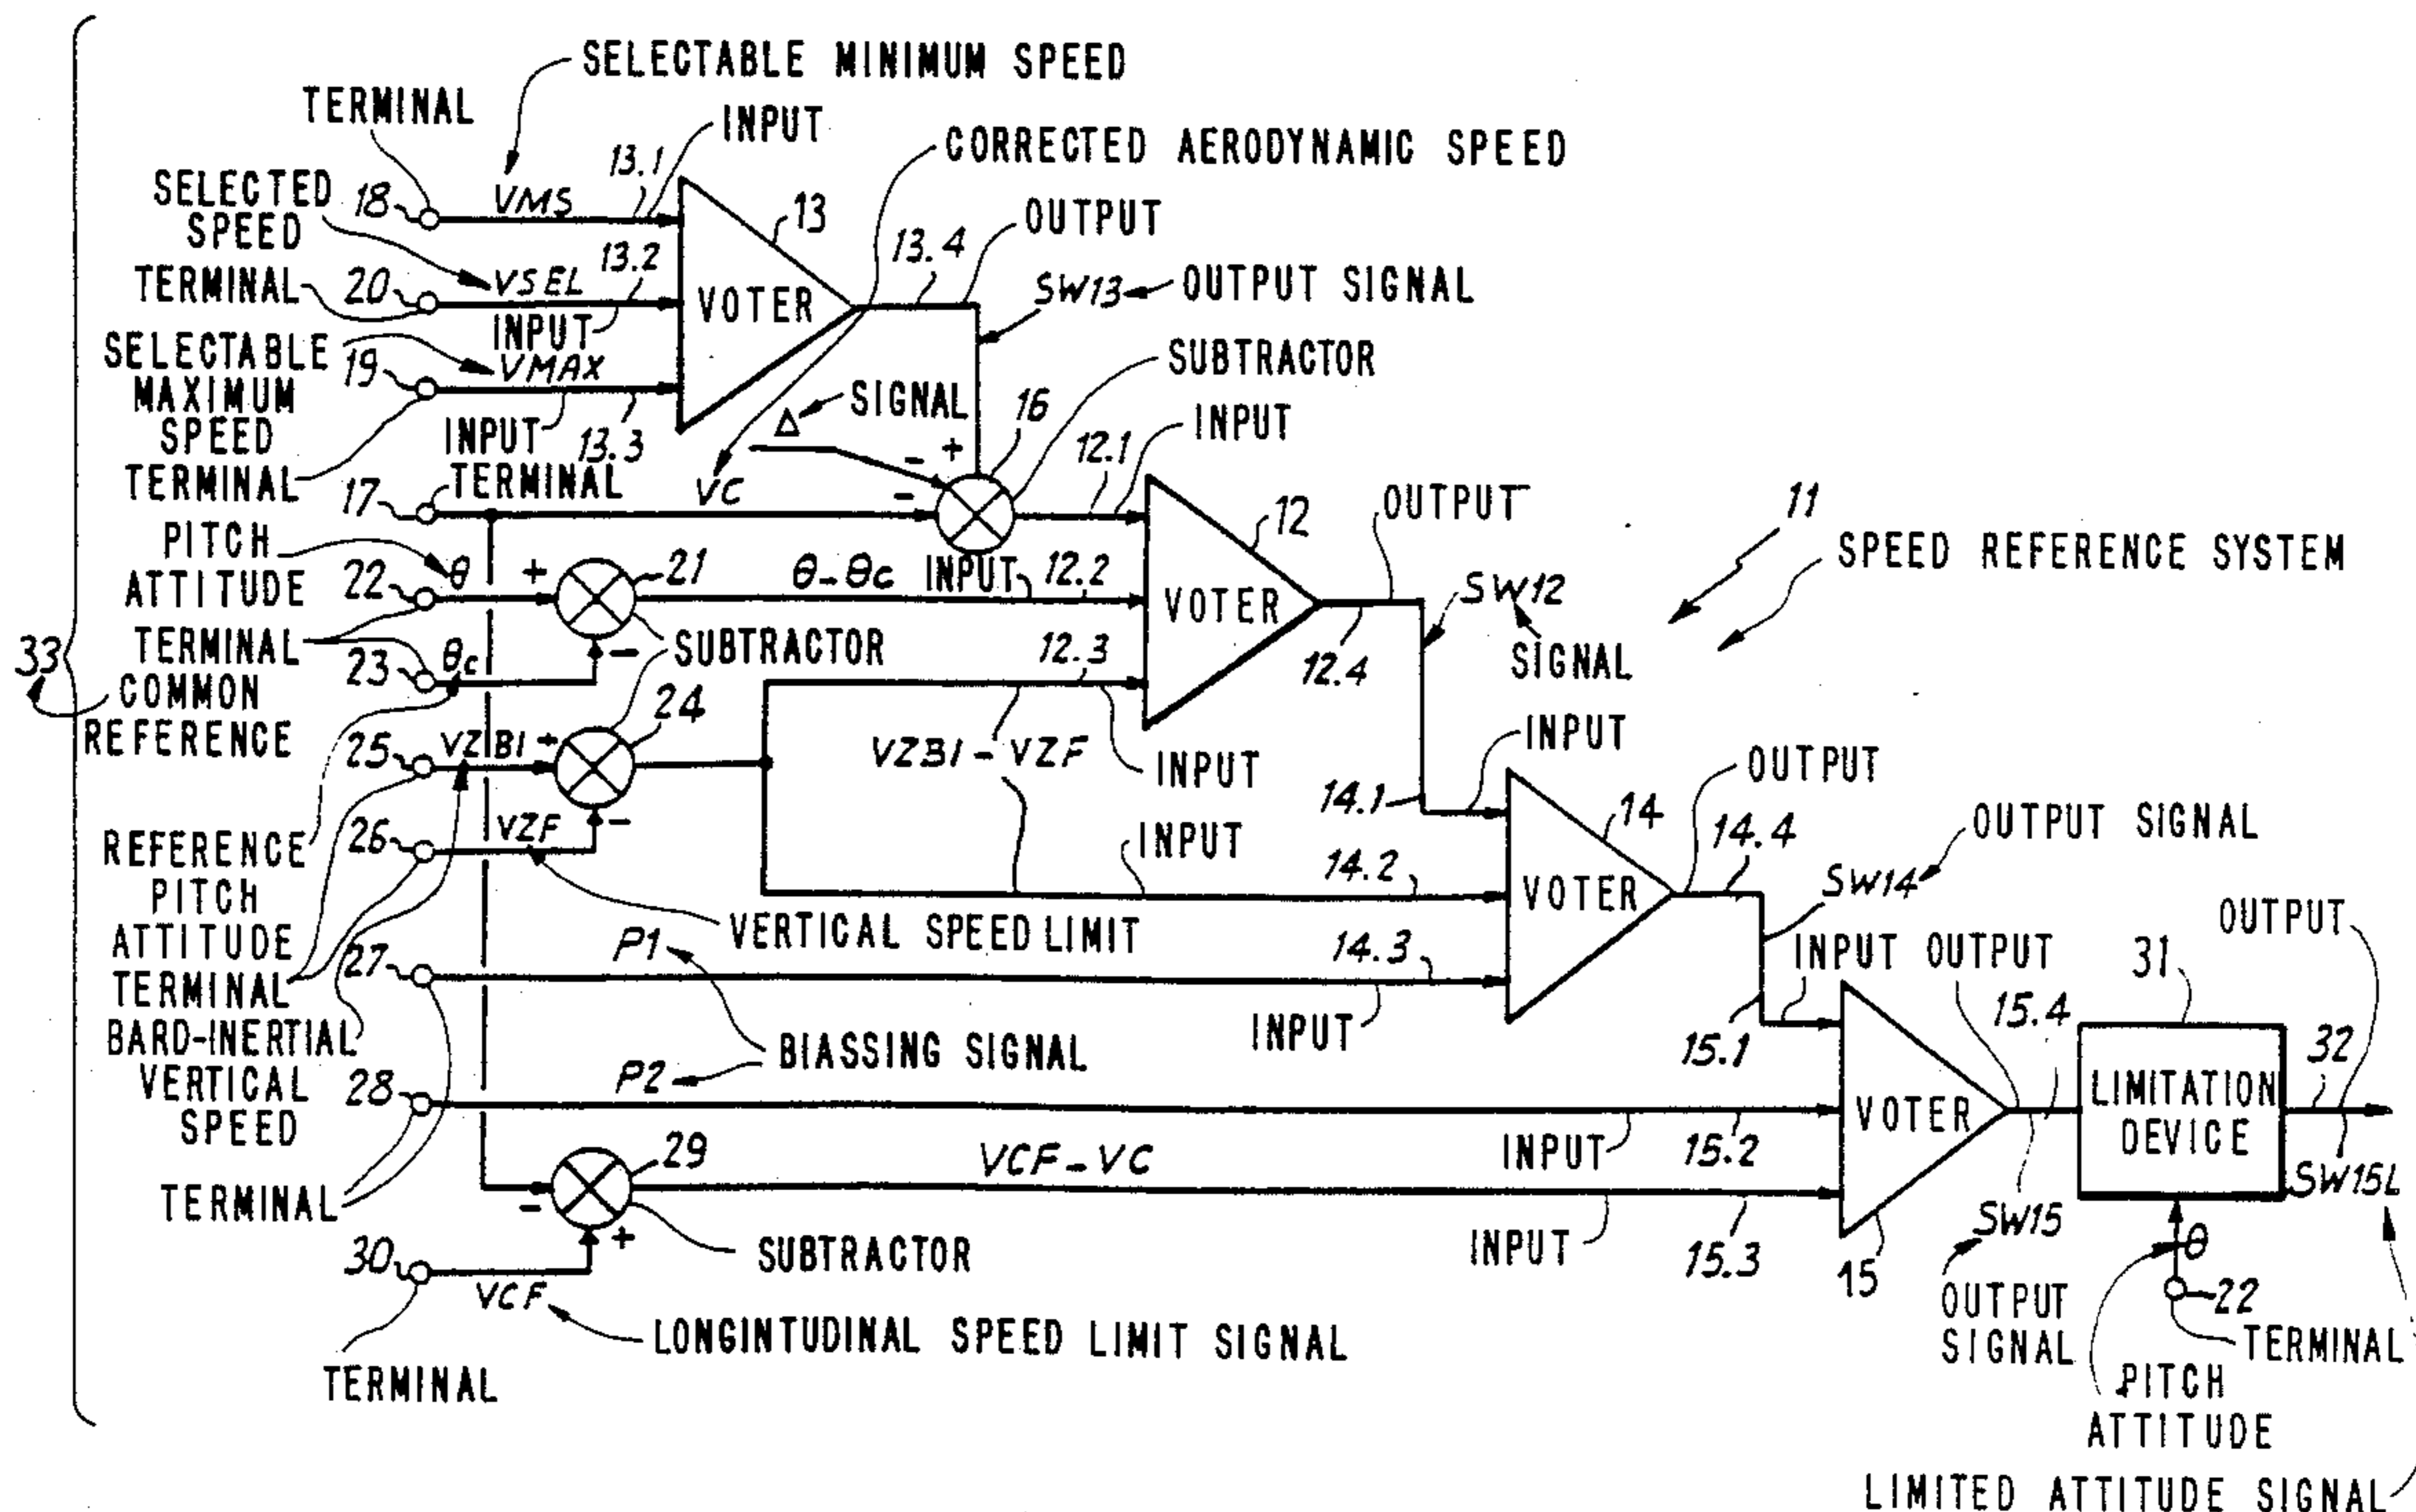 SELECTABLE MINIMUM SPEED
TERMINAL
INPUT
CORRECTED AERODYNAMIC SPEED
13.1
SELECTED
SPEED
18
VMS
13
OUTPUT
13.4
TERMINAL
20
VSEL
13.2
INPUT
VOTER
SW13
OUTPUT SIGNAL
SELECTABLE
MAXIMUM
SPEED
19
VMAX
INPUT
13.3
SUBTRACTOR
Δ
SIGNAL
16
- +
12.1
INPUT
TERMINAL
17
TERMINAL
VC
-
12
OUTPUT
11
SPEED REFERENCE SYSTEM
PITCH
ATTITUDE
22
θ
+
21
θ-θc
INPUT
12.2
VOTER
SW12
SIGNAL
12.4
33
TERMINAL
23
θc
-
SUBTRACTOR
12.3
COMMON
REFERENCE
24
25
VZBI
+
VZBI-VZF
INPUT
INPUT
14.1
OUTPUT
REFERENCE
PITCH
ATTITUDE
26
VZF
-
INPUT
14.2
14
14.4
OUTPUT SIGNAL
SW14
VOTER
VERTICAL SPEED LIMIT
TERMINAL
27
P1
14.3
INPUT
INPUT
OUTPUT
31
OUTPUT
BARD-INERTIAL
VERTICAL
SPEED
BIASSING SIGNAL
15.1
15.4
32
28
P2
INPUT
15.2
VOTER
LIMITATION
DEVICE
TERMINAL
29
VCF-VC
-
+
INPUT
15.3
15
SW15
SW15L
SUBTRACTOR
30
VCF
OUTPUT
SIGNAL
θ
22
TERMINAL
LONGINTUDINAL SPEED LIMIT SIGNAL
TERMINAL
PITCH
ATTITUDE
LIMITED ATTITUDE SIGNAL